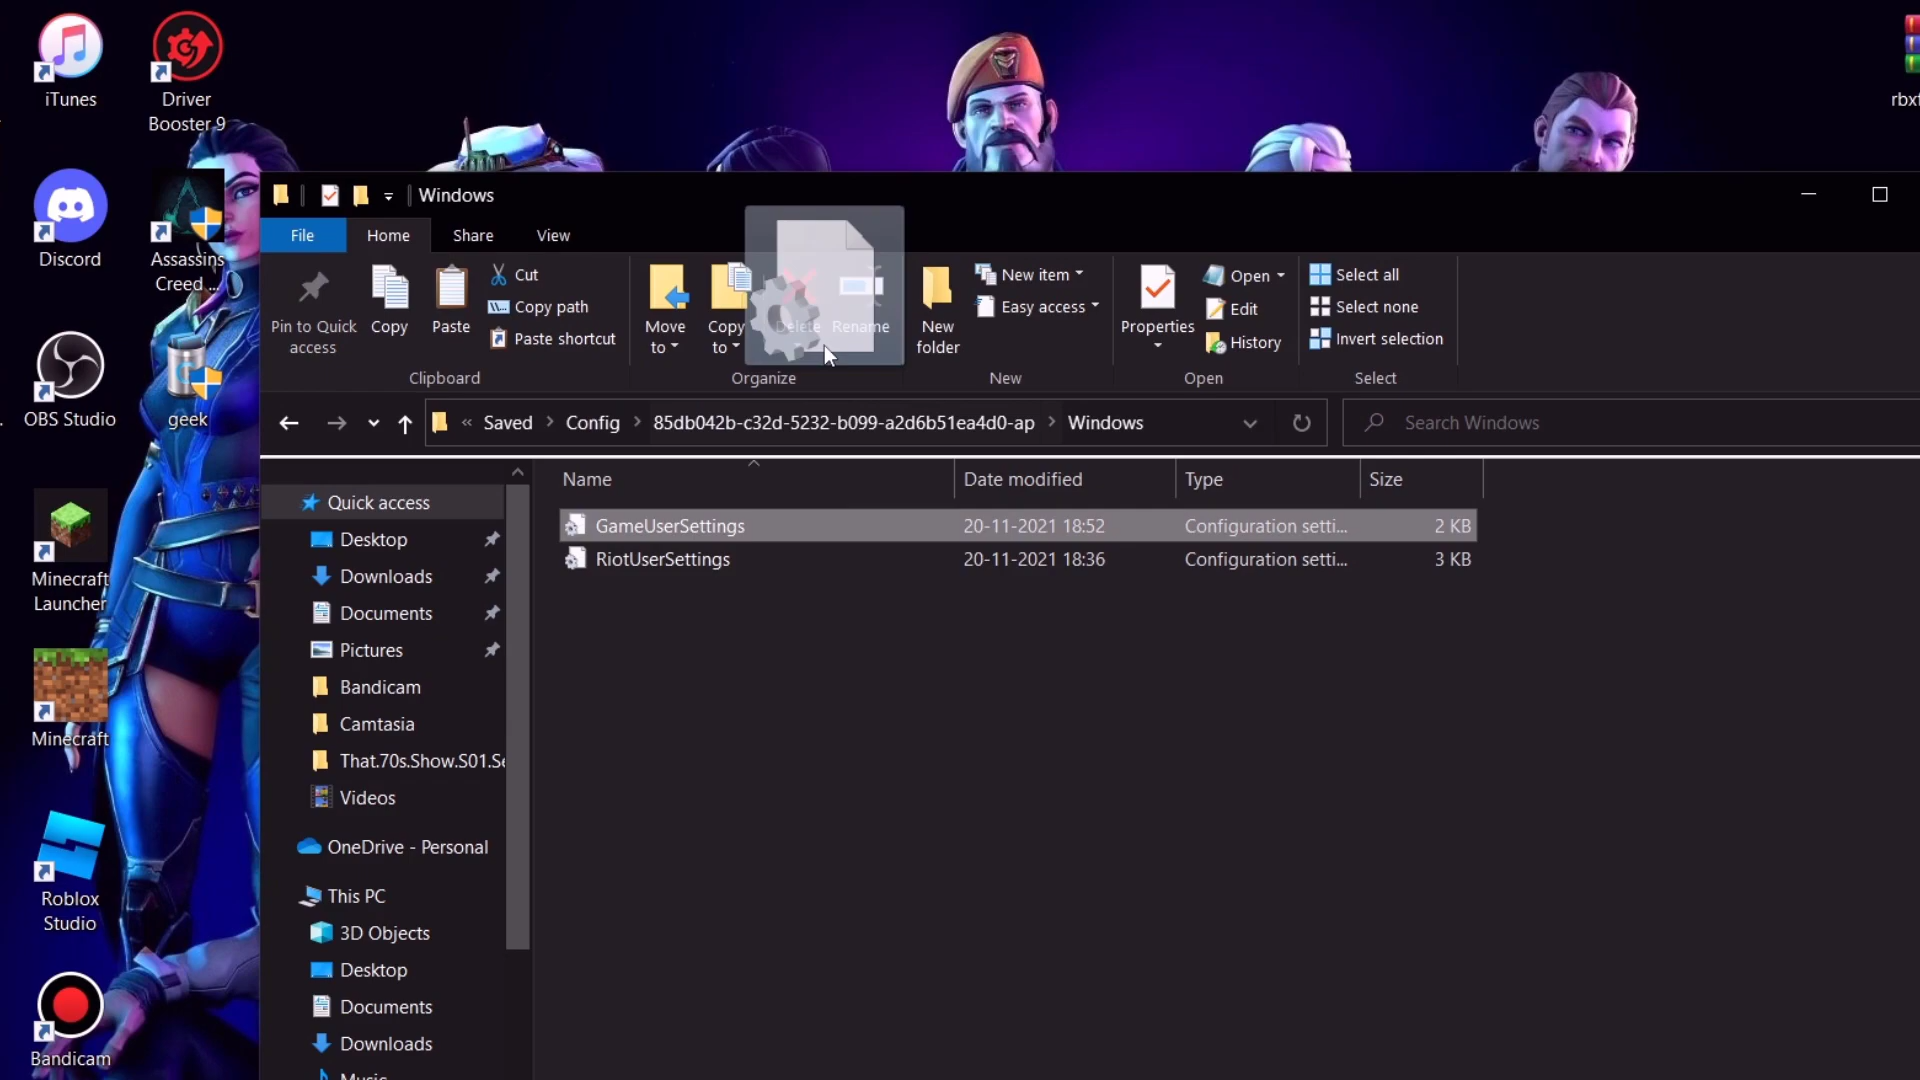 iTunes
Driver
Booster 9
Discord
Assassins
Creed ...
OBS Studio
geek
Minecraft
Launcher
Minecraft
Roblox
Studio
Bandicam
Windows
File
Home
Share
View
Pin to Quick
access
Copy
Paste
Cut
Copy path
Paste shortcut
Clipboard
Move
to
Copy
to
Delete
Rename
Organize
New
folder
New item
Easy access
New
Properties
Open
Edit
History
Open
Select all
Select none
Invert selection
Select
« Saved > Config > 85db042b-c32d-5232-b099-a2d6b51ea4d0-ap > Windows
Search Windows
Name
Date modified
Type
Size
GameUserSettings
20-11-2021 18:52
Configuration setti...
2 KB
RiotUserSettings
20-11-2021 18:36
Configuration setti...
3 KB
Quick access
Desktop
Downloads
Documents
Pictures
Bandicam
Camtasia
That.70s.Show.S01.Se
Videos
OneDrive - Personal
This PC
3D Objects
Desktop
Documents
Downloads
Music